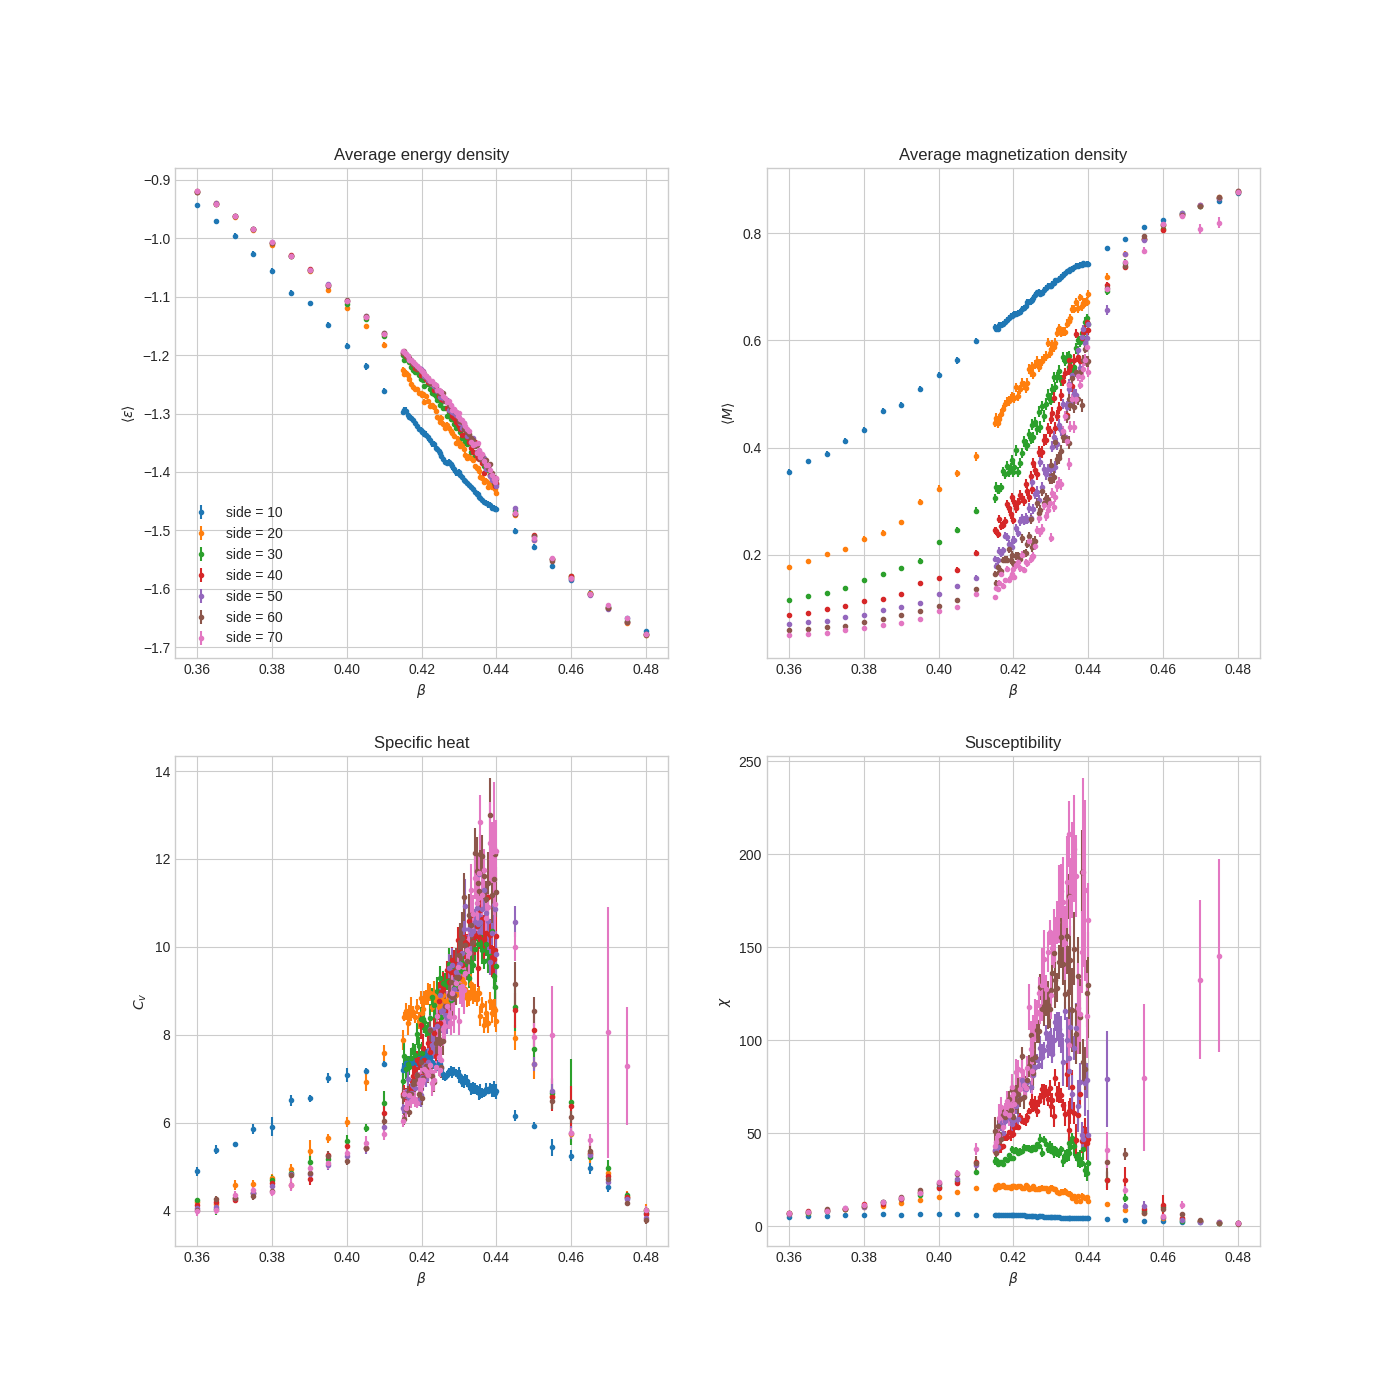 Average energy density
−0.9
−1.0
−1.1
−1.2
−1.3
−1.4
−1.5
−1.6
−1.7
⟨ε⟩
side = 10
side = 20
side = 30
side = 40
side = 50
side = 60
side = 70
0.36 0.38 0.40 0.42 0.44 0.46 0.48
β
Average magnetization density
0.8
0.6
0.4
0.2
⟨M⟩
0.36 0.38 0.40 0.42 0.44 0.46 0.48
β
Specific heat
14
12
10
8
6
4
C_v
0.36 0.38 0.40 0.42 0.44 0.46 0.48
β
Susceptibility
250
200
150
100
50
0
χ
0.36 0.38 0.40 0.42 0.44 0.46 0.48
β